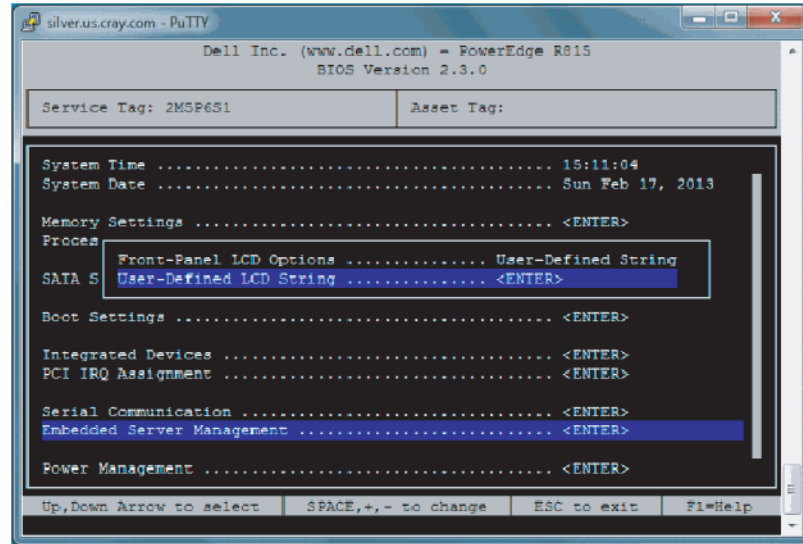 silver.us.cray.com - PuTTY
Dell Inc. (www.dell.com) - PowerEdge R815
BIOS Version 2.3.0
Service Tag: 2M5P6S1 Asset Tag:
System Time .......................................... 15:11:04
System Date .......................................... Sun Feb 17, 2013
Memory Settings ...................................... <ENTER>
Proces
Front-Panel LCD Options ............... User-Defined String
SATA S User-Defined LCD String ............... <ENTER>
Boot Settings ........................................ <ENTER>
Integrated Devices ................................... <ENTER>
PCI IRQ Assignment ................................... <ENTER>
Serial Communication ................................. <ENTER>
Embedded Server Management ........................... <ENTER>
Power Management ..................................... <ENTER>
Up,Down Arrow to select SPACE,+,- to change ESC to exit F1=Help